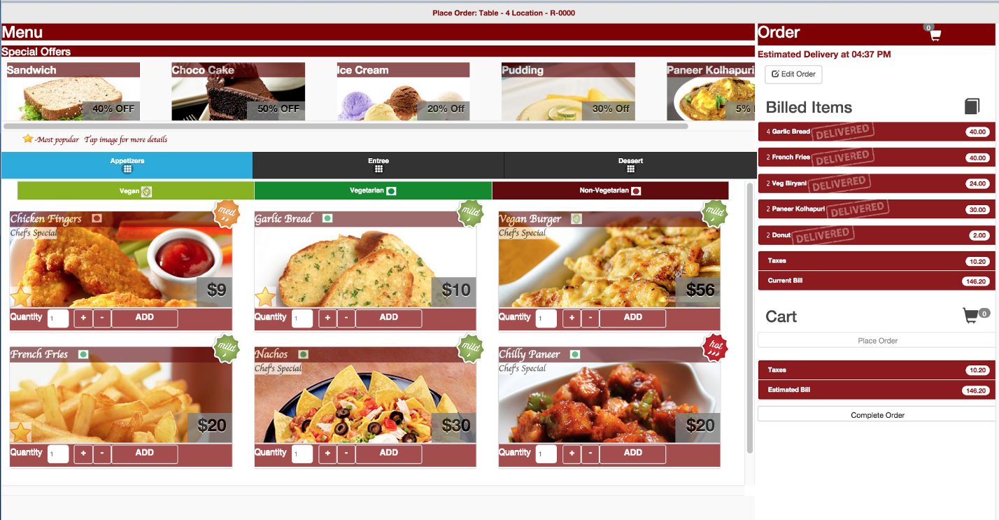 Place Order: Table - 4 Location - R-0000
Menu
Special Offers
Sandwich
40% OFF
Choco Cake
50% OFF
Ice Cream
20% Off
Pudding
30% Off
Paneer Kolhapuri
5%
-Most popular Tap image for more details
Appetizers
Entree
Dessert
Vegan
Vegetarian
Non-Vegetarian
Chicken Fingers
med
Chef's Special
$9
Quantity 1 + - ADD
Garlic Bread
mild
$10
Quantity 1 + - ADD
Vegan Burger
mild
Chef's Special
$56
Quantity 1 + - ADD
French Fries
mild
$20
Quantity 1 + - ADD
Nachos
mild
Chef's Special
$30
Quantity 1 + - ADD
Chilly Paneer
hot
Chef's Special
$20
Quantity 1 + - ADD
Order
0
Estimated Delivery at 04:37 PM
Edit Order
Billed Items
4 Garlic Bread DELIVERED 40.00
2 French Fries DELIVERED 40.00
2 Veg Biryani DELIVERED 24.00
2 Paneer Kolhapuri DELIVERED 30.00
2 Donut DELIVERED 2.00
Taxes 10.20
Current Bill 146.20
Cart 0
Place Order
Taxes 10.20
Estimated Bill 146.20
Complete Order